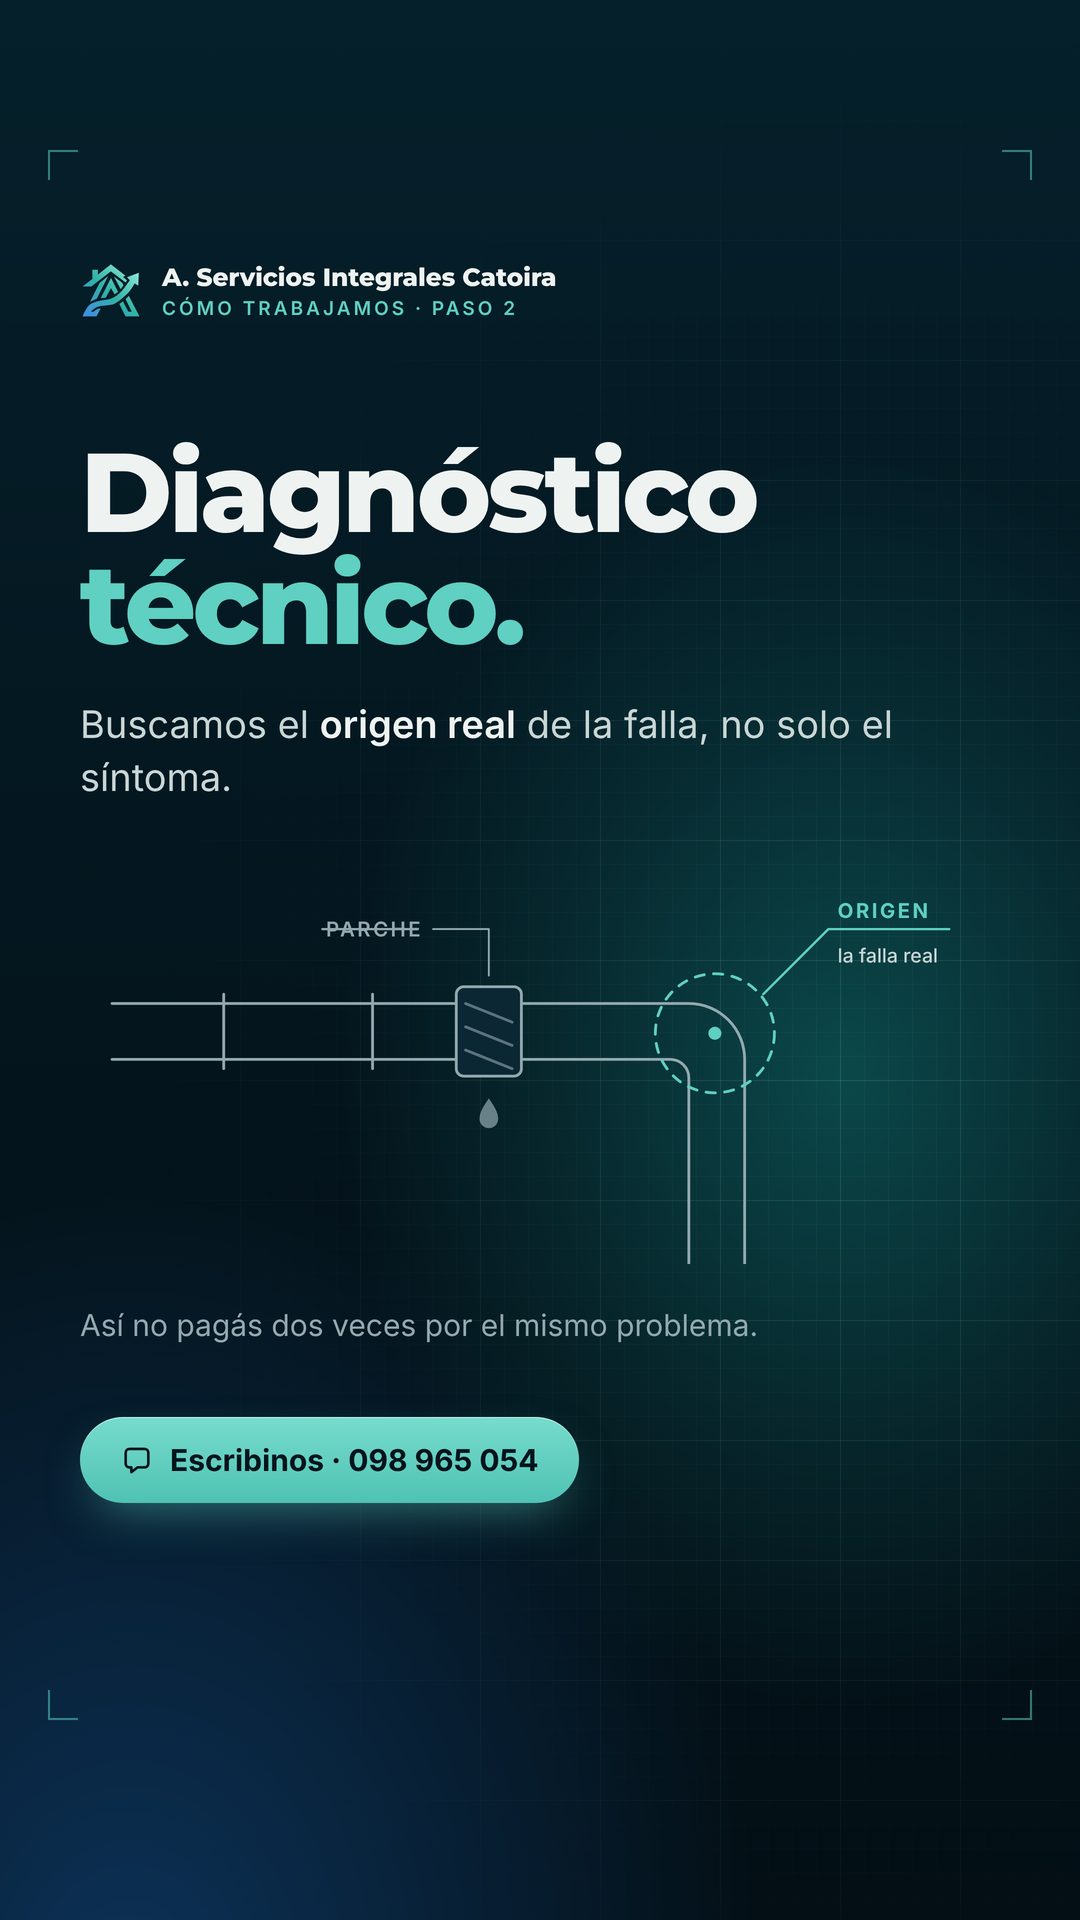 A. Servicios Integrales Catoira
CÓMO TRABAJAMOS · PASO 2
Diagnóstico
técnico.
Buscamos el origen real de la falla, no solo el
síntoma.
PARCHE
ORIGEN
la falla real
Así no pagás dos veces por el mismo problema.
Escribinos · 098 965 054